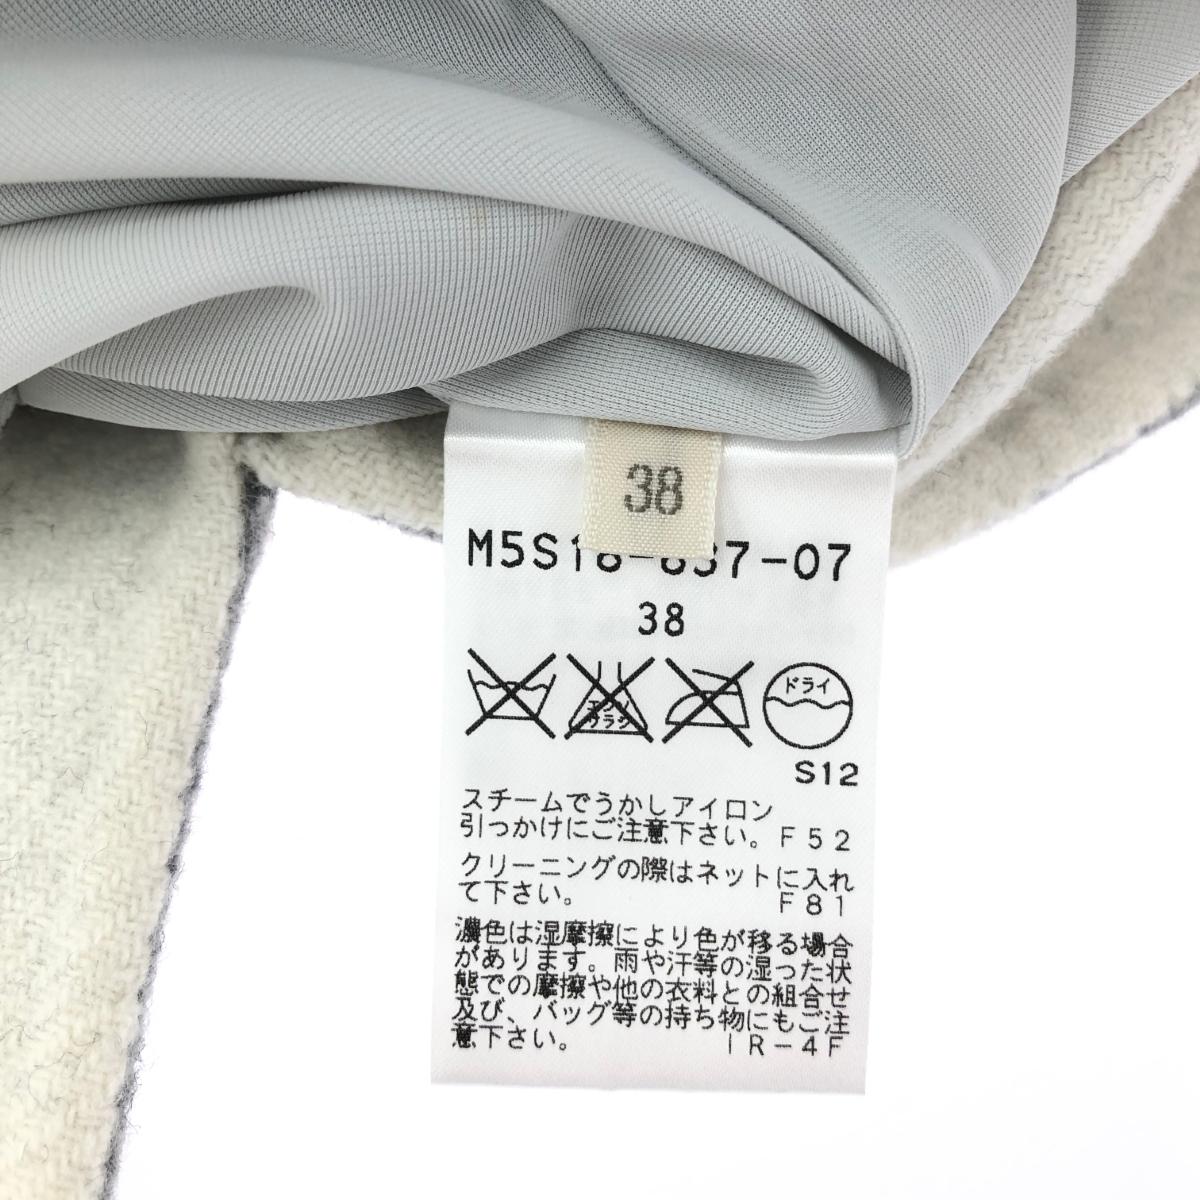 38
M5S18-837-07
38
エンソ
サラシ
ドライ
S12
スチームでうかしアイロン
引っかけにご注意下さい。F52
クリーニングの際はネットに入れ
て下さい。 F81
濃色は湿摩擦により色が移る場合
があります。雨や汗等の湿った状
態での摩擦や他の衣料との組合せ
及び、バッグ等の持ち物にもご注
意下さい。 IR-4F